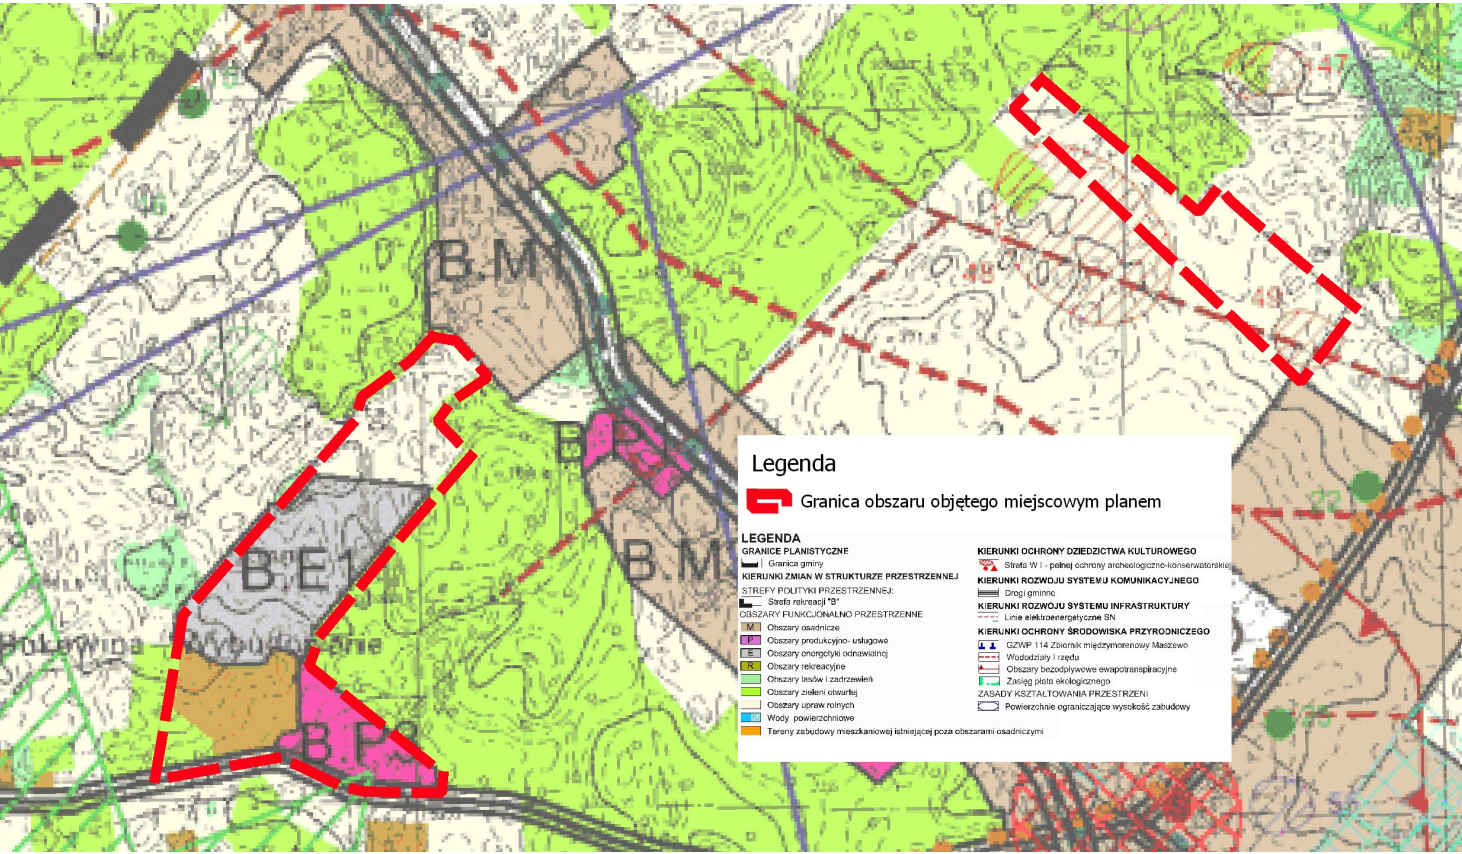 147
B.M
48
49
B
B.M
B.E1
B.P3
Legenda
Granica obszaru objętego miejscowym planem
LEGENDA
GRANICE PLANISTYCZNE
Granica gminy
KIERUNKI ZMIAN W STRUKTURZE PRZESTRZENNEJ
STREFY POLITYKI PRZESTRZENNEJ:
Strefa rekreacji "B"
OBSZARY FUNKCJONALNO PRZESTRZENNE
M Obszary osadnicze
P Obszary produkcyjno- usługowe
E Obszary energetyki odnawialnej
R Obszary rekreacyjne
Obszary lasów i zadrzewień
Obszary zieleni otwartej
Obszary upraw rolnych
Wody powierzchniowe
Tereny zabudowy mieszkaniowej istniejącej poza obszarami osadniczymi
KIERUNKI OCHRONY DZIEDZICTWA KULTUROWEGO
Strefa W I - pełnej ochrony archeologiczno-konserwatorskiej
KIERUNKI ROZWOJU SYSTEMU KOMUNIKACYJNEGO
Drogi gminne
KIERUNKI ROZWOJU SYSTEMU INFRASTRUKTURY
Linie elektroenergetyczne SN
KIERUNKI OCHRONY ŚRODOWISKA PRZYRODNICZEGO
GZWP 114 Zbiornik międzymorenowy Maszewo
Wododziały I rzędu
Obszary bezodpływowe ewapotranspiracyjne
Zasięg płata ekologicznego
ZASADY KSZTAŁTOWANIA PRZESTRZENI
Powierzchnie ograniczające wysokość zabudowy